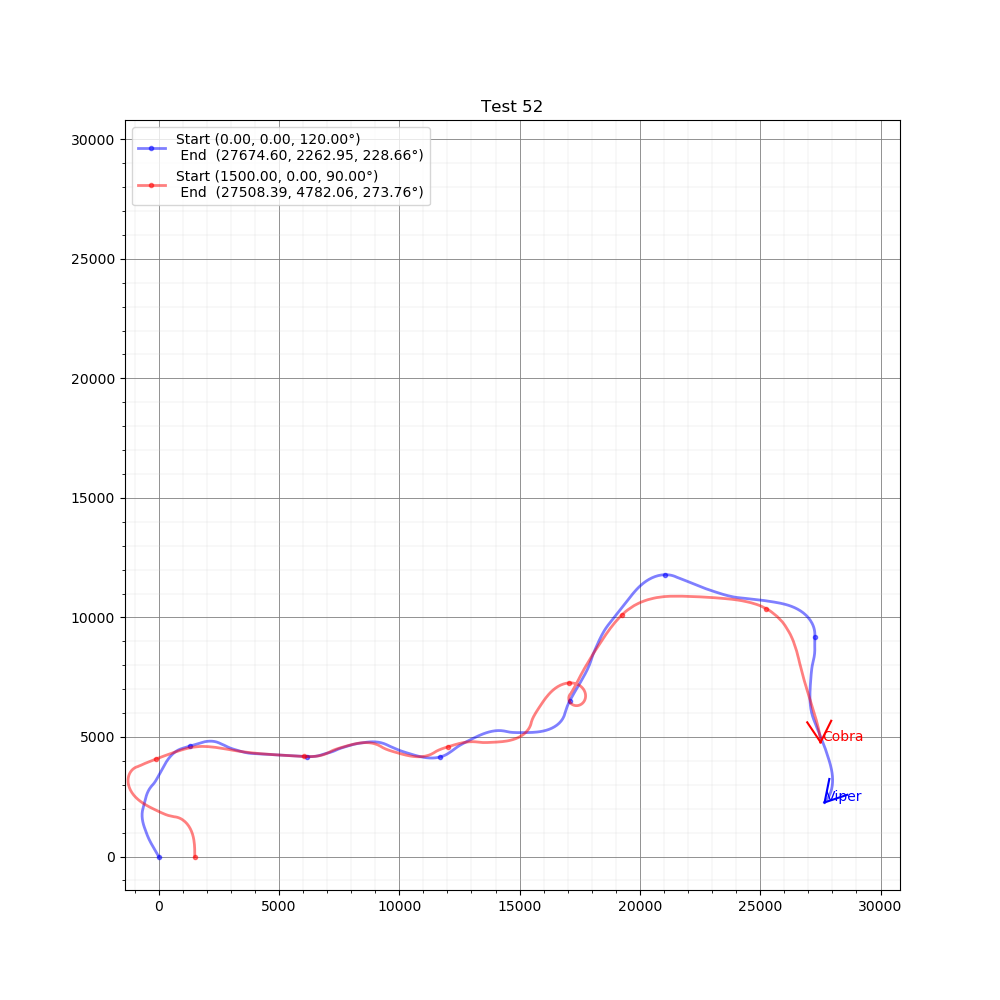 Test 52
Start (0.00, 0.00, 120.00°)
End (27674.60, 2262.95, 228.66°)
Start (1500.00, 0.00, 90.00°)
End (27508.39, 4782.06, 273.76°)
30000
25000
20000
15000
10000
5000
0
Cobra
Viper
0 5000 10000 15000 20000 25000 30000